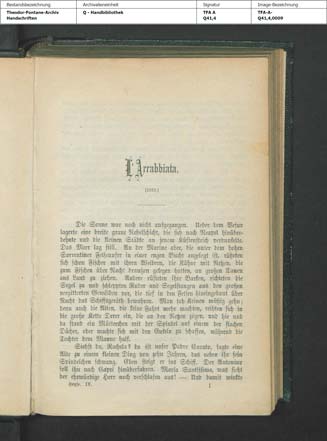 Bestandsbezeichnung
Archiveinheit
Signatur
Image-Bezeichnung
Theodor-Fontane-Archiv
Handschriften
Q - Handbibliothek
TFA A
Q41,4
TFA-A-
Q41,4,0009
L'Arrabbiata.
(1853.)
Die Sonne war noch nicht aufgegangen. Ueber dem Vesuv
lagerte eine breite graue Nebelschicht, die sich nach Neapel hinüber-
dehnte und die kleinen Städte an jenem Küstenstrich verdunkelte.
Das Meer lag still. An der Marine aber, die unter dem hohen
Sorrentiner Felsenufer in einer engen Bucht angelegt ist, rührten
sich schon Fischer mit ihren Weibern, die Kähne mit Netzen, die
zum Fischen über Nacht draußen gelegen hatten, an großen Tauen
ans Land zu ziehen. Andere rüsteten ihre Barken, richteten die
Segel zu und schleppten Ruder und Segelstangen aus den großen
vergitterten Gewölben vor, die tief in den Felsen hineingebaut über
Nacht das Schiffsgeräth bewahren. Man sah Keinen müßig gehn;
denn auch die Alten, die keine Fahrt mehr machten, reihten sich in
die große Kette Derer ein, die an den Netzen zogen, und hie und
da stand ein Mütterchen mit der Spindel auf einem der flachen
Dächer, oder machte sich mit den Enkeln zu schaffen, während die
Tochter dem Manne half.
Siehst du, Rachela? da ist unser Padre Curato, sagte eine
Alte zu einem kleinen Ding von zehn Jahren, das neben ihr sein
Spindelchen schwang. Eben steigt er ins Schiff. Der Antonino
soll ihn nach Capri hinüberfahren. Maria Santissima, was sieht
der ehrwürdige Herr noch verschlafen aus! — Und damit winkte
Heyse. IV. 1